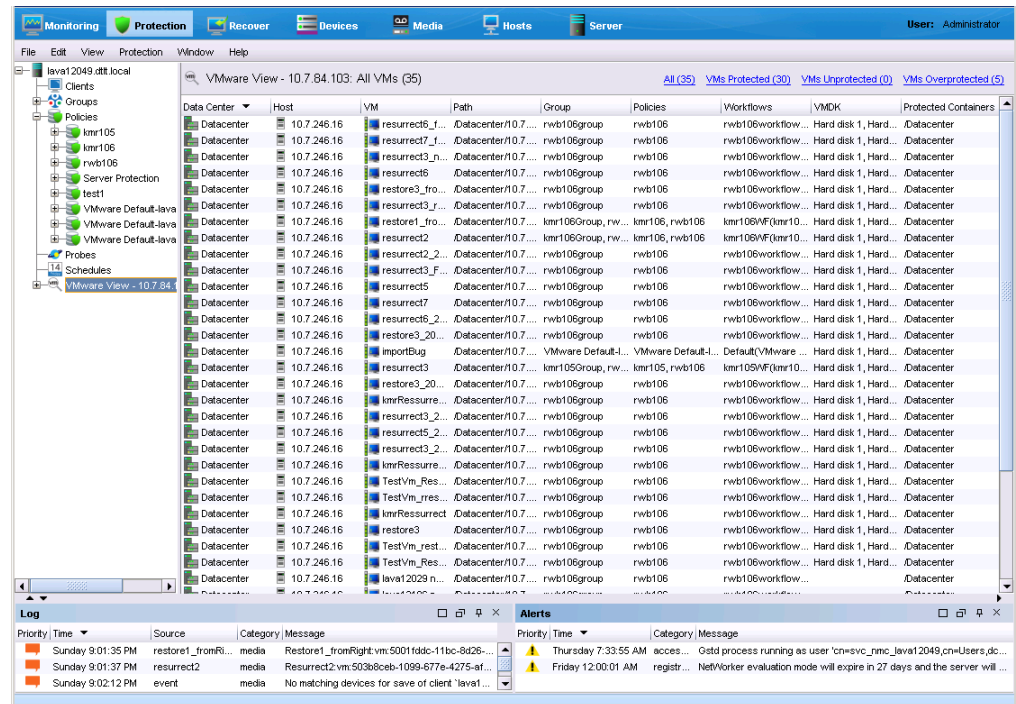 Monitoring Protection Recover Devices Media Hosts Server User: Administrator
File Edit View Protection Window Help
lava12049.dtlt.local
Clients
Groups
Policies
kmr105
kmr106
rwb106
Server Protection
test1
VMware Default-lava
VMware Default-lava
VMware Default-lava
Probes
14 Schedules
VMware View - 10.7.84.1
VMware View - 10.7.84.103: All VMs (35) All (35) VMs Protected (30) VMs Unprotected (0) VMs Overprotected (5)
Data Center Host VM Path Group Policies Workflows VMDK Protected Containers
Datacenter 10.7.246.16 resurrect6_f... /Datacenter/10.7.... rwb106group rwb106 rwb106workflow... Hard disk 1, Hard... /Datacenter
Datacenter 10.7.246.16 resurrect7_f... /Datacenter/10.7.... rwb106group rwb106 rwb106workflow... Hard disk 1, Hard... /Datacenter
Datacenter 10.7.246.16 resurrect3_n... /Datacenter/10.7.... rwb106group rwb106 rwb106workflow... Hard disk 1, Hard... /Datacenter
Datacenter 10.7.246.16 resurrect6 /Datacenter/10.7.... rwb106group rwb106 rwb106workflow... Hard disk 1, Hard... /Datacenter
Datacenter 10.7.246.16 restore3_fro... /Datacenter/10.7.... rwb106group rwb106 rwb106workflow... Hard disk 1, Hard... /Datacenter
Datacenter 10.7.246.16 resurrect3_r... /Datacenter/10.7.... rwb106group rwb106 rwb106workflow... Hard disk 1, Hard... /Datacenter
Datacenter 10.7.246.16 restore1_fro... /Datacenter/10.7.... kmr106Group, rw... kmr106, rwb106 kmr106WF(kmr10... Hard disk 1, Hard... /Datacenter
Datacenter 10.7.246.16 resurrect2 /Datacenter/10.7.... kmr106Group, rw... kmr106, rwb106 kmr106WF(kmr10... Hard disk 1, Hard... /Datacenter
Datacenter 10.7.246.16 resurrect2_2... /Datacenter/10.7.... rwb106group rwb106 rwb106workflow... Hard disk 1, Hard... /Datacenter
Datacenter 10.7.246.16 resurrect3_F... /Datacenter/10.7.... rwb106group rwb106 rwb106workflow... Hard disk 1, Hard... /Datacenter
Datacenter 10.7.246.16 resurrect5 /Datacenter/10.7.... rwb106group rwb106 rwb106workflow... Hard disk 1, Hard... /Datacenter
Datacenter 10.7.246.16 resurrect7 /Datacenter/10.7.... rwb106group rwb106 rwb106workflow... Hard disk 1, Hard... /Datacenter
Datacenter 10.7.246.16 resurrect6_2... /Datacenter/10.7.... rwb106group rwb106 rwb106workflow... Hard disk 1, Hard... /Datacenter
Datacenter 10.7.246.16 restore3_20... /Datacenter/10.7.... rwb106group rwb106 rwb106workflow... Hard disk 1, Hard... /Datacenter
Datacenter 10.7.246.16 importBug /Datacenter/10.7.... VMware Default-l... VMware Default-l... Default(VMware ... Hard disk 1, Hard... /Datacenter
Datacenter 10.7.246.16 resurrect3 /Datacenter/10.7.... kmr105Group, rw... kmr105, rwb106 kmr105WF(kmr10... Hard disk 1, Hard... /Datacenter
Datacenter 10.7.246.16 restore3_20... /Datacenter/10.7.... rwb106group rwb106 rwb106workflow... Hard disk 1, Hard... /Datacenter
Datacenter 10.7.246.16 kmrRessurre... /Datacenter/10.7.... rwb106group rwb106 rwb106workflow... Hard disk 1, Hard... /Datacenter
Datacenter 10.7.246.16 resurrect3_2... /Datacenter/10.7.... rwb106group rwb106 rwb106workflow... Hard disk 1, Hard... /Datacenter
Datacenter 10.7.246.16 resurrect5_2... /Datacenter/10.7.... rwb106group rwb106 rwb106workflow... Hard disk 1, Hard... /Datacenter
Datacenter 10.7.246.16 resurrect3_2... /Datacenter/10.7.... rwb106group rwb106 rwb106workflow... Hard disk 1, Hard... /Datacenter
Datacenter 10.7.246.16 kmrRessurre... /Datacenter/10.7.... rwb106group rwb106 rwb106workflow... Hard disk 1, Hard... /Datacenter
Datacenter 10.7.246.16 TestVm_Res... /Datacenter/10.7.... rwb106group rwb106 rwb106workflow... Hard disk 1, Hard... /Datacenter
Datacenter 10.7.246.16 TestVm_rres... /Datacenter/10.7.... rwb106group rwb106 rwb106workflow... Hard disk 1, Hard... /Datacenter
Datacenter 10.7.246.16 kmrRessurrect /Datacenter/10.7.... rwb106group rwb106 rwb106workflow... Hard disk 1, Hard... /Datacenter
Datacenter 10.7.246.16 restore3 /Datacenter/10.7.... rwb106group rwb106 rwb106workflow... Hard disk 1, Hard... /Datacenter
Datacenter 10.7.246.16 TestVm_rest... /Datacenter/10.7.... rwb106group rwb106 rwb106workflow... Hard disk 1, Hard... /Datacenter
Datacenter 10.7.246.16 TestVm_Res... /Datacenter/10.7.... rwb106group rwb106 rwb106workflow... Hard disk 1, Hard... /Datacenter
Datacenter 10.7.246.16 lava12029 n... /Datacenter/10.7.... rwb106group rwb106 rwb106workflow... /Datacenter
Log
Priority Time Source Category Message
Sunday 9:01:35 PM restore1_fromRi... media Restore1_fromRight:vm:5001fddc-11bc-8d26-...
Sunday 9:01:37 PM resurrect2 media Resurrect2:vm:503b8ceb-1099-677e-4275-af...
Sunday 9:02:12 PM event media No matching devices for save of client `lava1...
Alerts
Priority Time Category Message
Thursday 7:33:55 AM acces... Gstd process running as user 'cn=svc_nmc_lava12049,cn=Users,dc...
Friday 12:00:01 AM registr... NetWorker evaluation mode will expire in 27 days and the server will ...